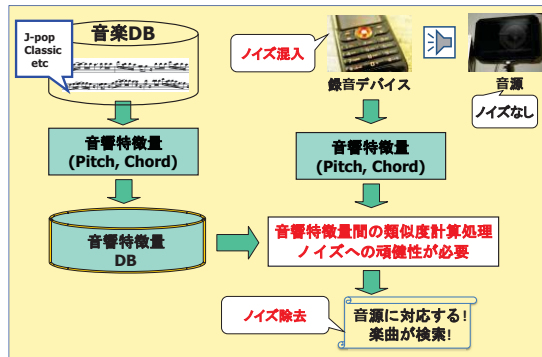 音楽DB
J-pop
Classic
etc
ノイズ混入
録音デバイス
音源
ノイズなし
音響特徴量
(Pitch, Chord)
音響特徴量
(Pitch, Chord)
音響特徴量
DB
音響特徴量間の類似度計算処理
ノイズへの頑健性が必要
ノイズ除去
音源に対応する!
楽曲が検索!